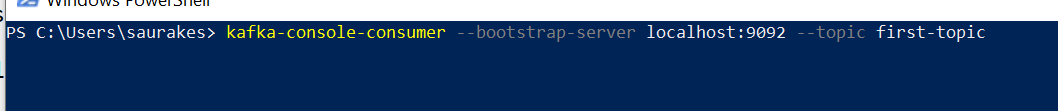 Windows PowerShell
PS C:\Users\saurakes> kafka-console-consumer --bootstrap-server localhost:9092 --topic first-topic